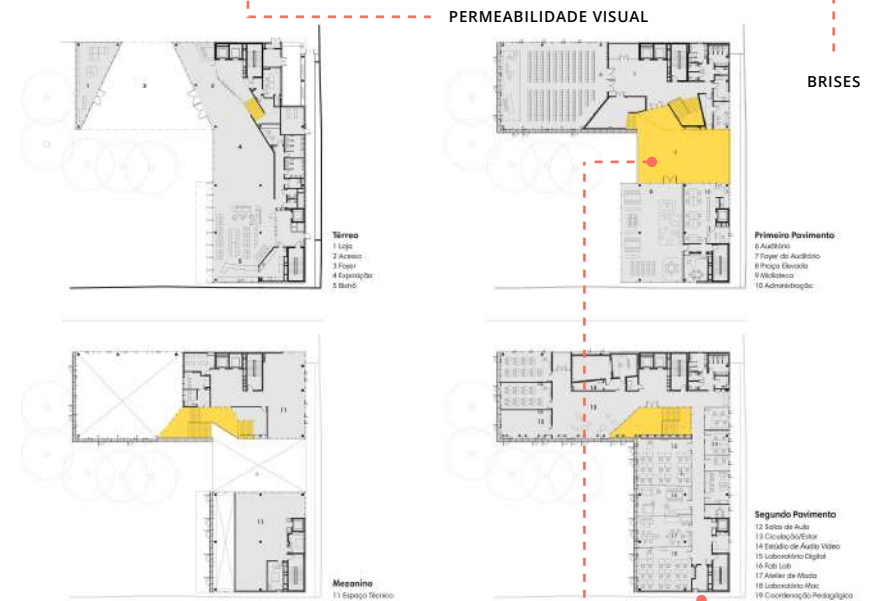 PERMEABILIDADE VISUAL
BRISES
Térreo
1 Loja
2 Acesso
3 Foyer
4 Exposição
5 Bistrô
Primeiro Pavimento
6 Auditório
7 Foyer do Auditório
8 Praça Elevada
9 Midiateca
10 Administração
Mezanino
11 Espaço Técnico
Segundo Pavimento
12 Salas de Aula
13 Circulação/Estar
14 Estúdio de Áudio Vídeo
15 Laboratório Digital
16 Fab Lab
17 Atelier de Moda
18 Laboratório Mac
19 Coordenação Pedagógica